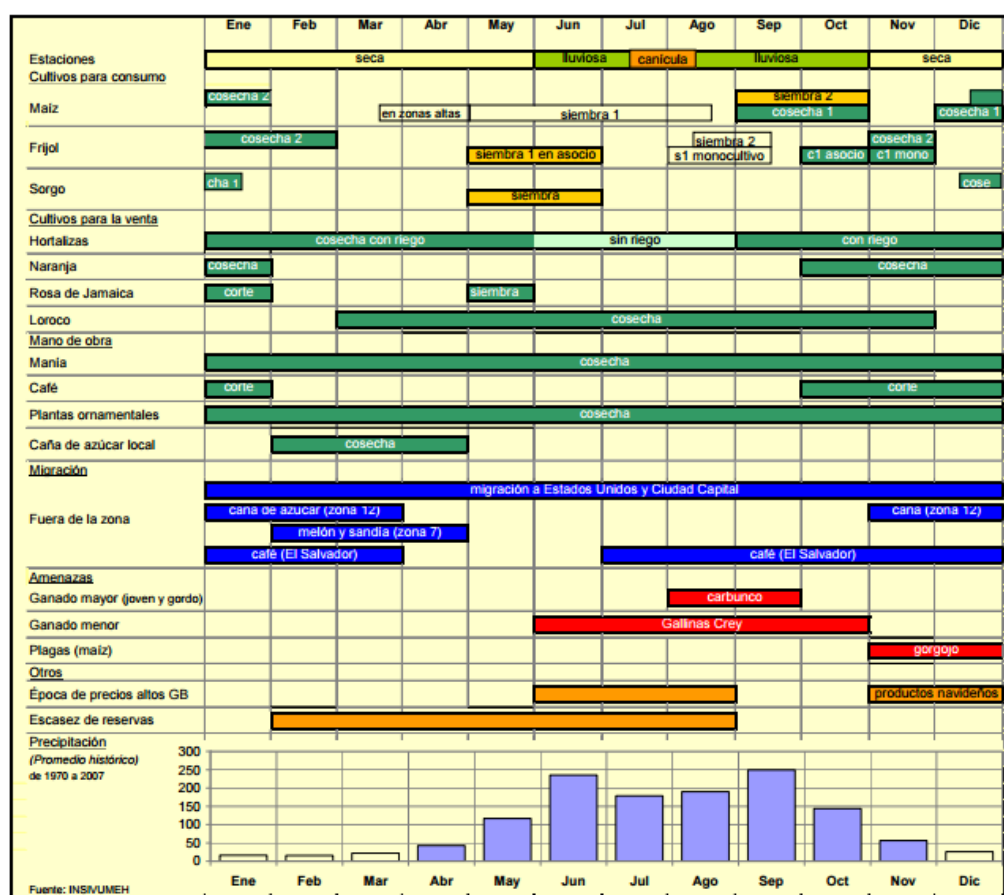 Ene Feb Mar Abr May Jun Jul Ago Sep Oct Nov Dic
Estaciones seca lluviosa canícula lluviosa seca
Cultivos para consumo
cosecha 2 siembra 2
Maíz en zonas altas siembra 1 cosecha 1 cosecha 1
cosecha 2 siembra 2 cosecha 2
Frijol siembra 1 en asocio s1 monocultivo c1 asocio c1 mono
cha 1 cose
Sorgo siembra
Cultivos para la venta
Hortalizas cosecha con riego sin riego con riego
Naranja cosecha cosecha
Rosa de Jamaica corte siembra
Loroco cosecha
Mano de obra
Manía cosecha
Café corte corte
Plantas ornamentales cosecha
Caña de azúcar local cosecha
Migración
migración a Estados Unidos y Ciudad Capital
Fuera de la zona caña de azúcar (zona 12) caña (zona 12)
melón y sandía (zona 7)
café (El Salvador) café (El Salvador)
Amenazas
Ganado mayor (joven y gordo) carbunco
Ganado menor Gallinas Crey
Plagas (maíz) gorgojo
Otros
Época de precios altos GB productos navideños
Escasez de reservas
Precipitación
(Promedio histórico)
de 1970 a 2007
300
250
200
150
100
50
0
Ene Feb Mar Abr May Jun Jul Ago Sep Oct Nov Dic
Fuente: INSIVUMEH